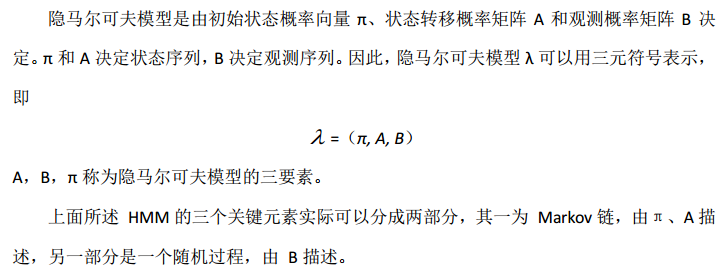 隐马尔可夫模型是由初始状态概率向量 π、状态转移概率矩阵 A 和观测概率矩阵 B 决
定。π 和 A 决定状态序列，B 决定观测序列。因此，隐马尔可夫模型 λ 可以用三元符号表示，
即
λ =（π, A, B）
A，B，π 称为隐马尔可夫模型的三要素。
上面所述 HMM 的三个关键元素实际可以分成两部分，其一为 Markov 链，由 π、A 描
述，另一部分是一个随机过程，由 B 描述。